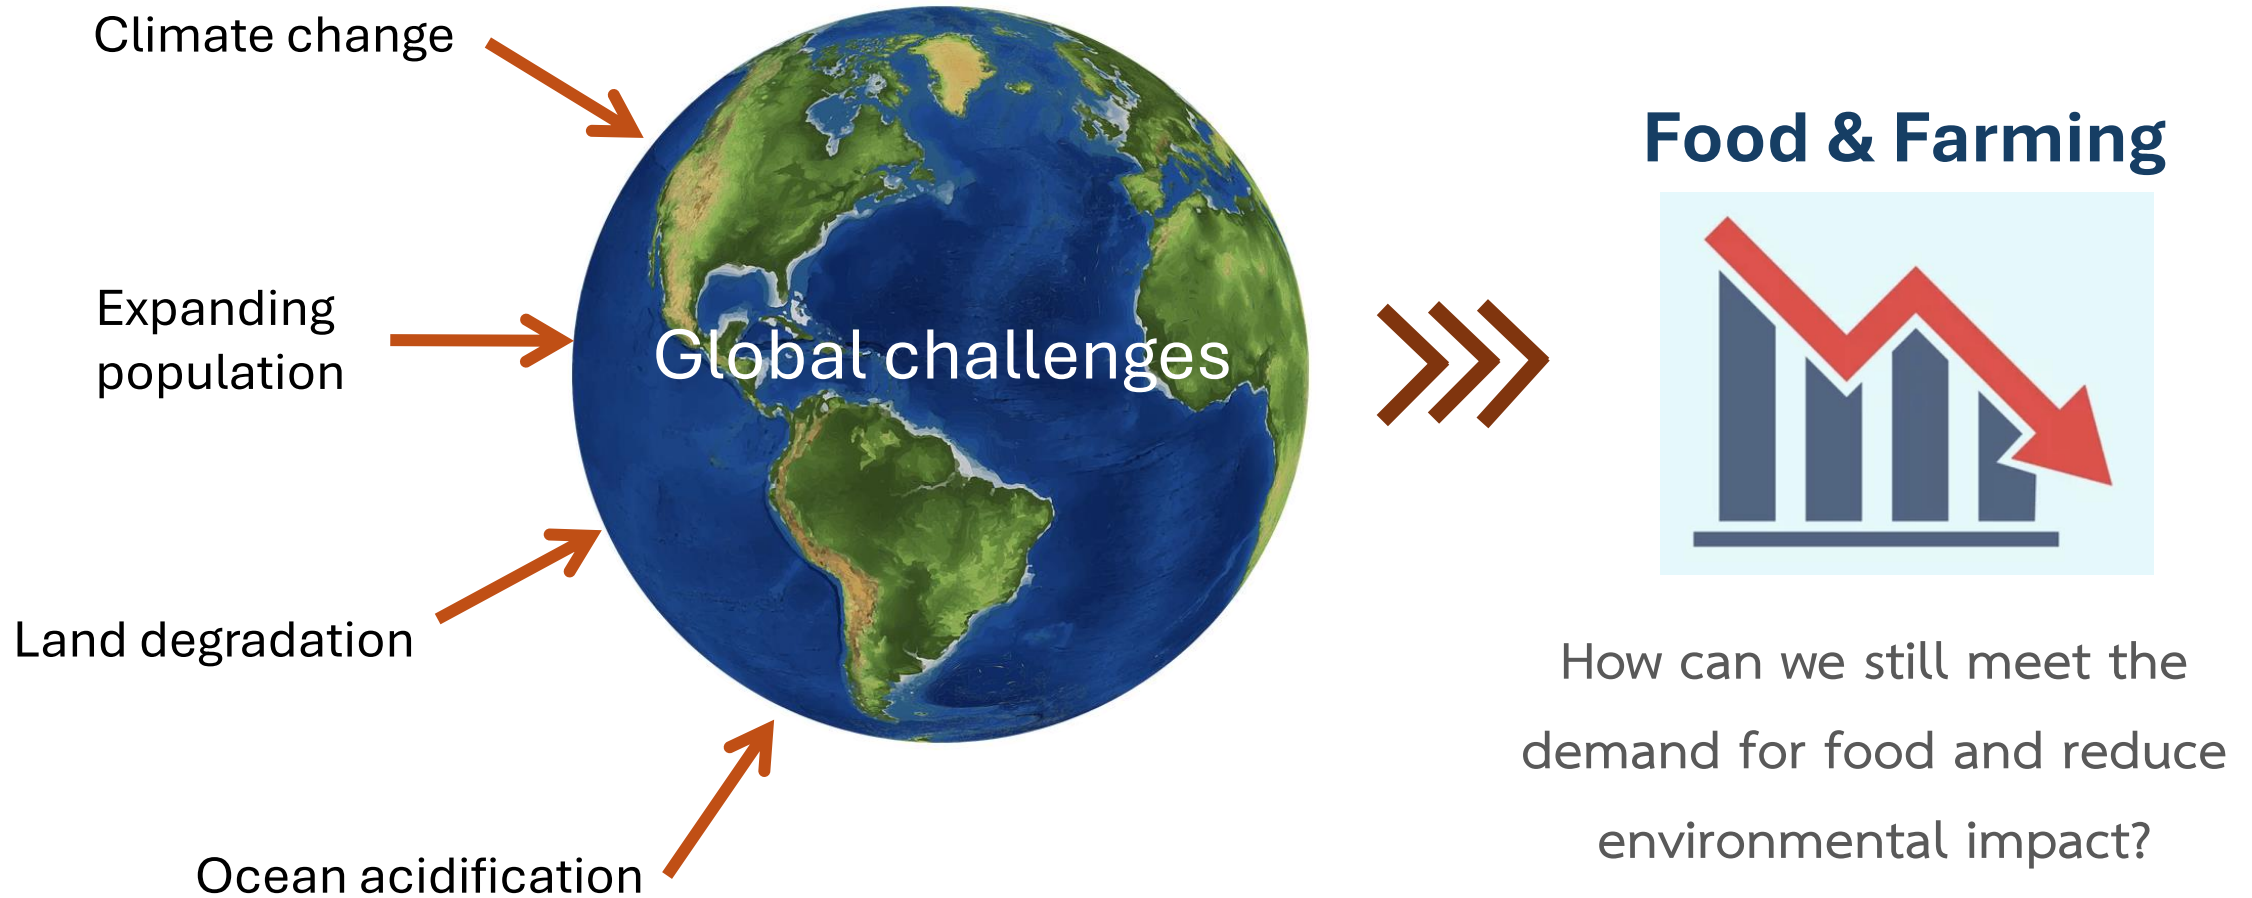 Climate change
Expanding
population
Land degradation
Ocean acidification
Global challenges
Food & Farming
How can we still meet the
demand for food and reduce
environmental impact?